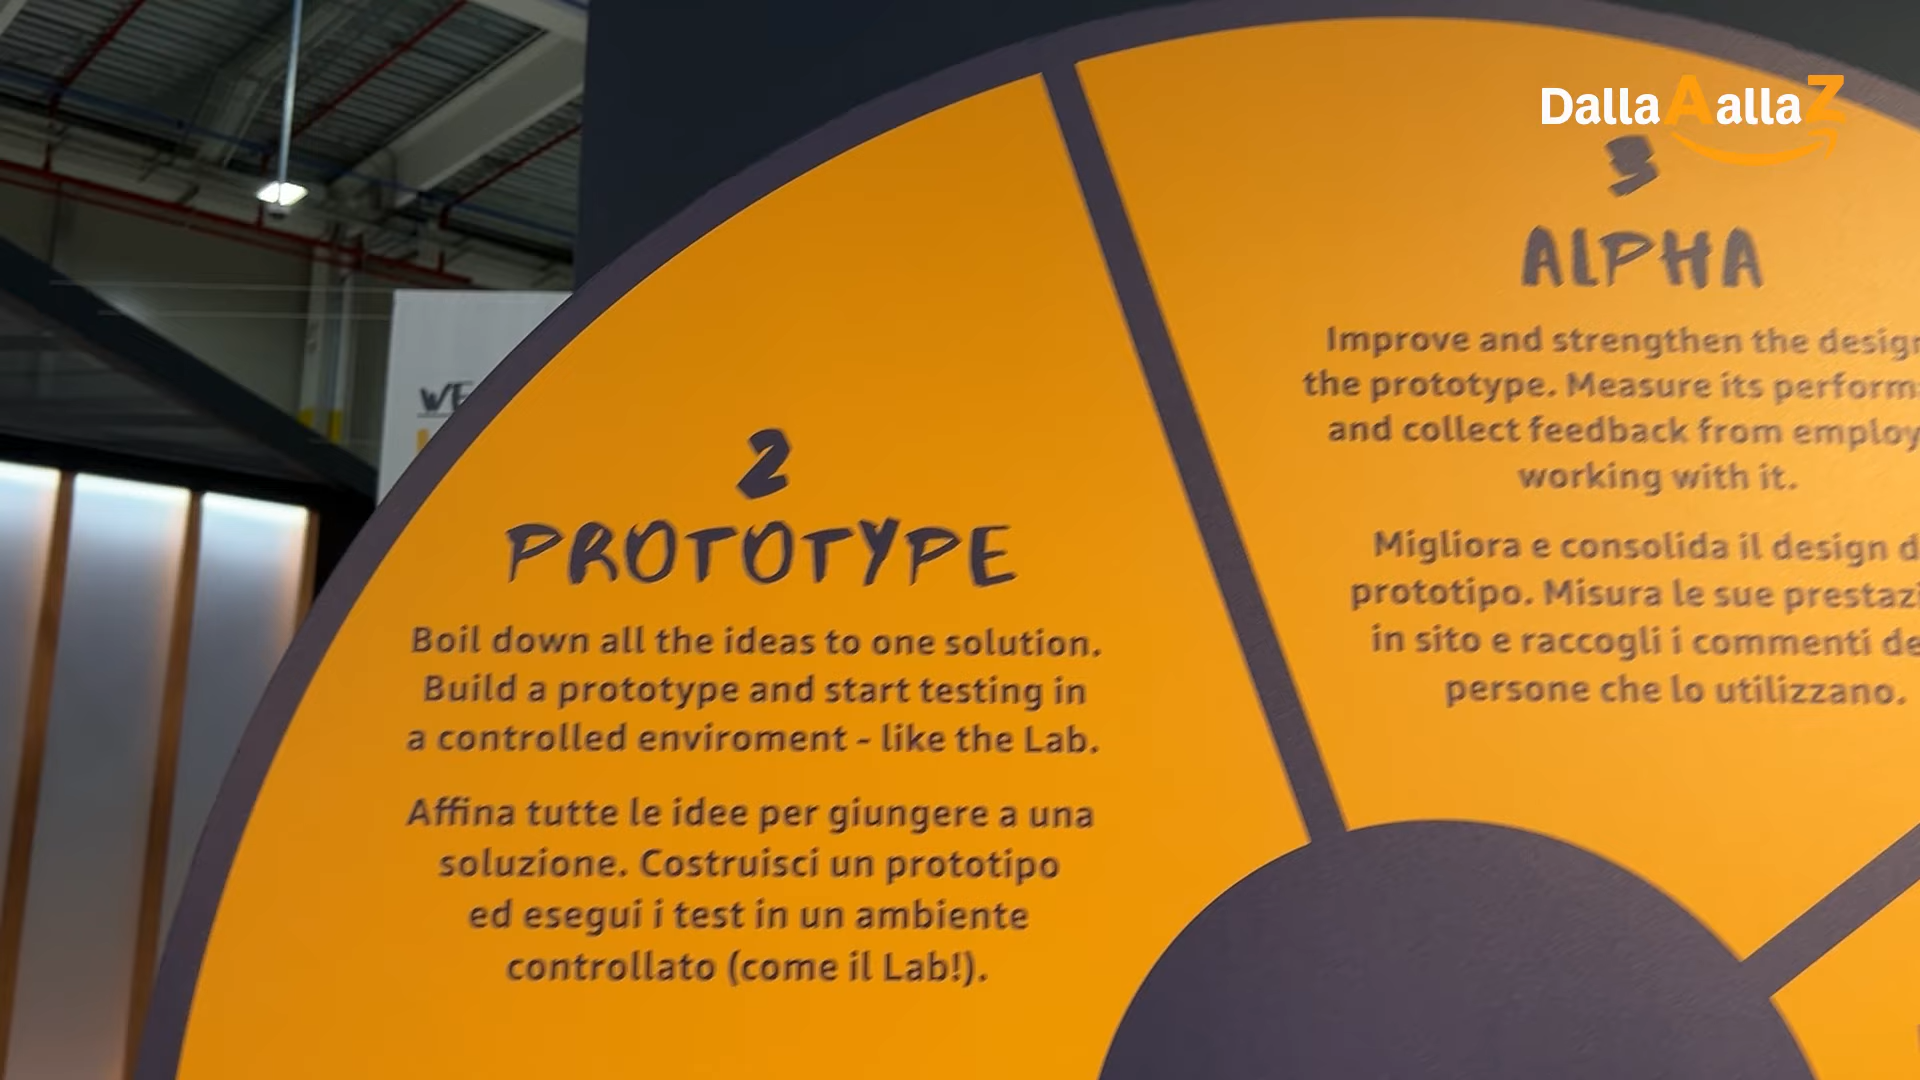 Dalla A alla Z
WE
2
PROTOTYPE
Boil down all the ideas to one solution.
Build a prototype and start testing in
a controlled enviroment - like the Lab.
Affina tutte le idee per giungere a una
soluzione. Costruisci un prototipo
ed esegui i test in un ambiente
controllato (come il Lab!).
3
ALPHA
Improve and strengthen the design
the prototype. Measure its perform
and collect feedback from employ
working with it.
Migliora e consolida il design d
prototipo. Misura le sue prestazi
in sito e raccogli i commenti de
persone che lo utilizzano.